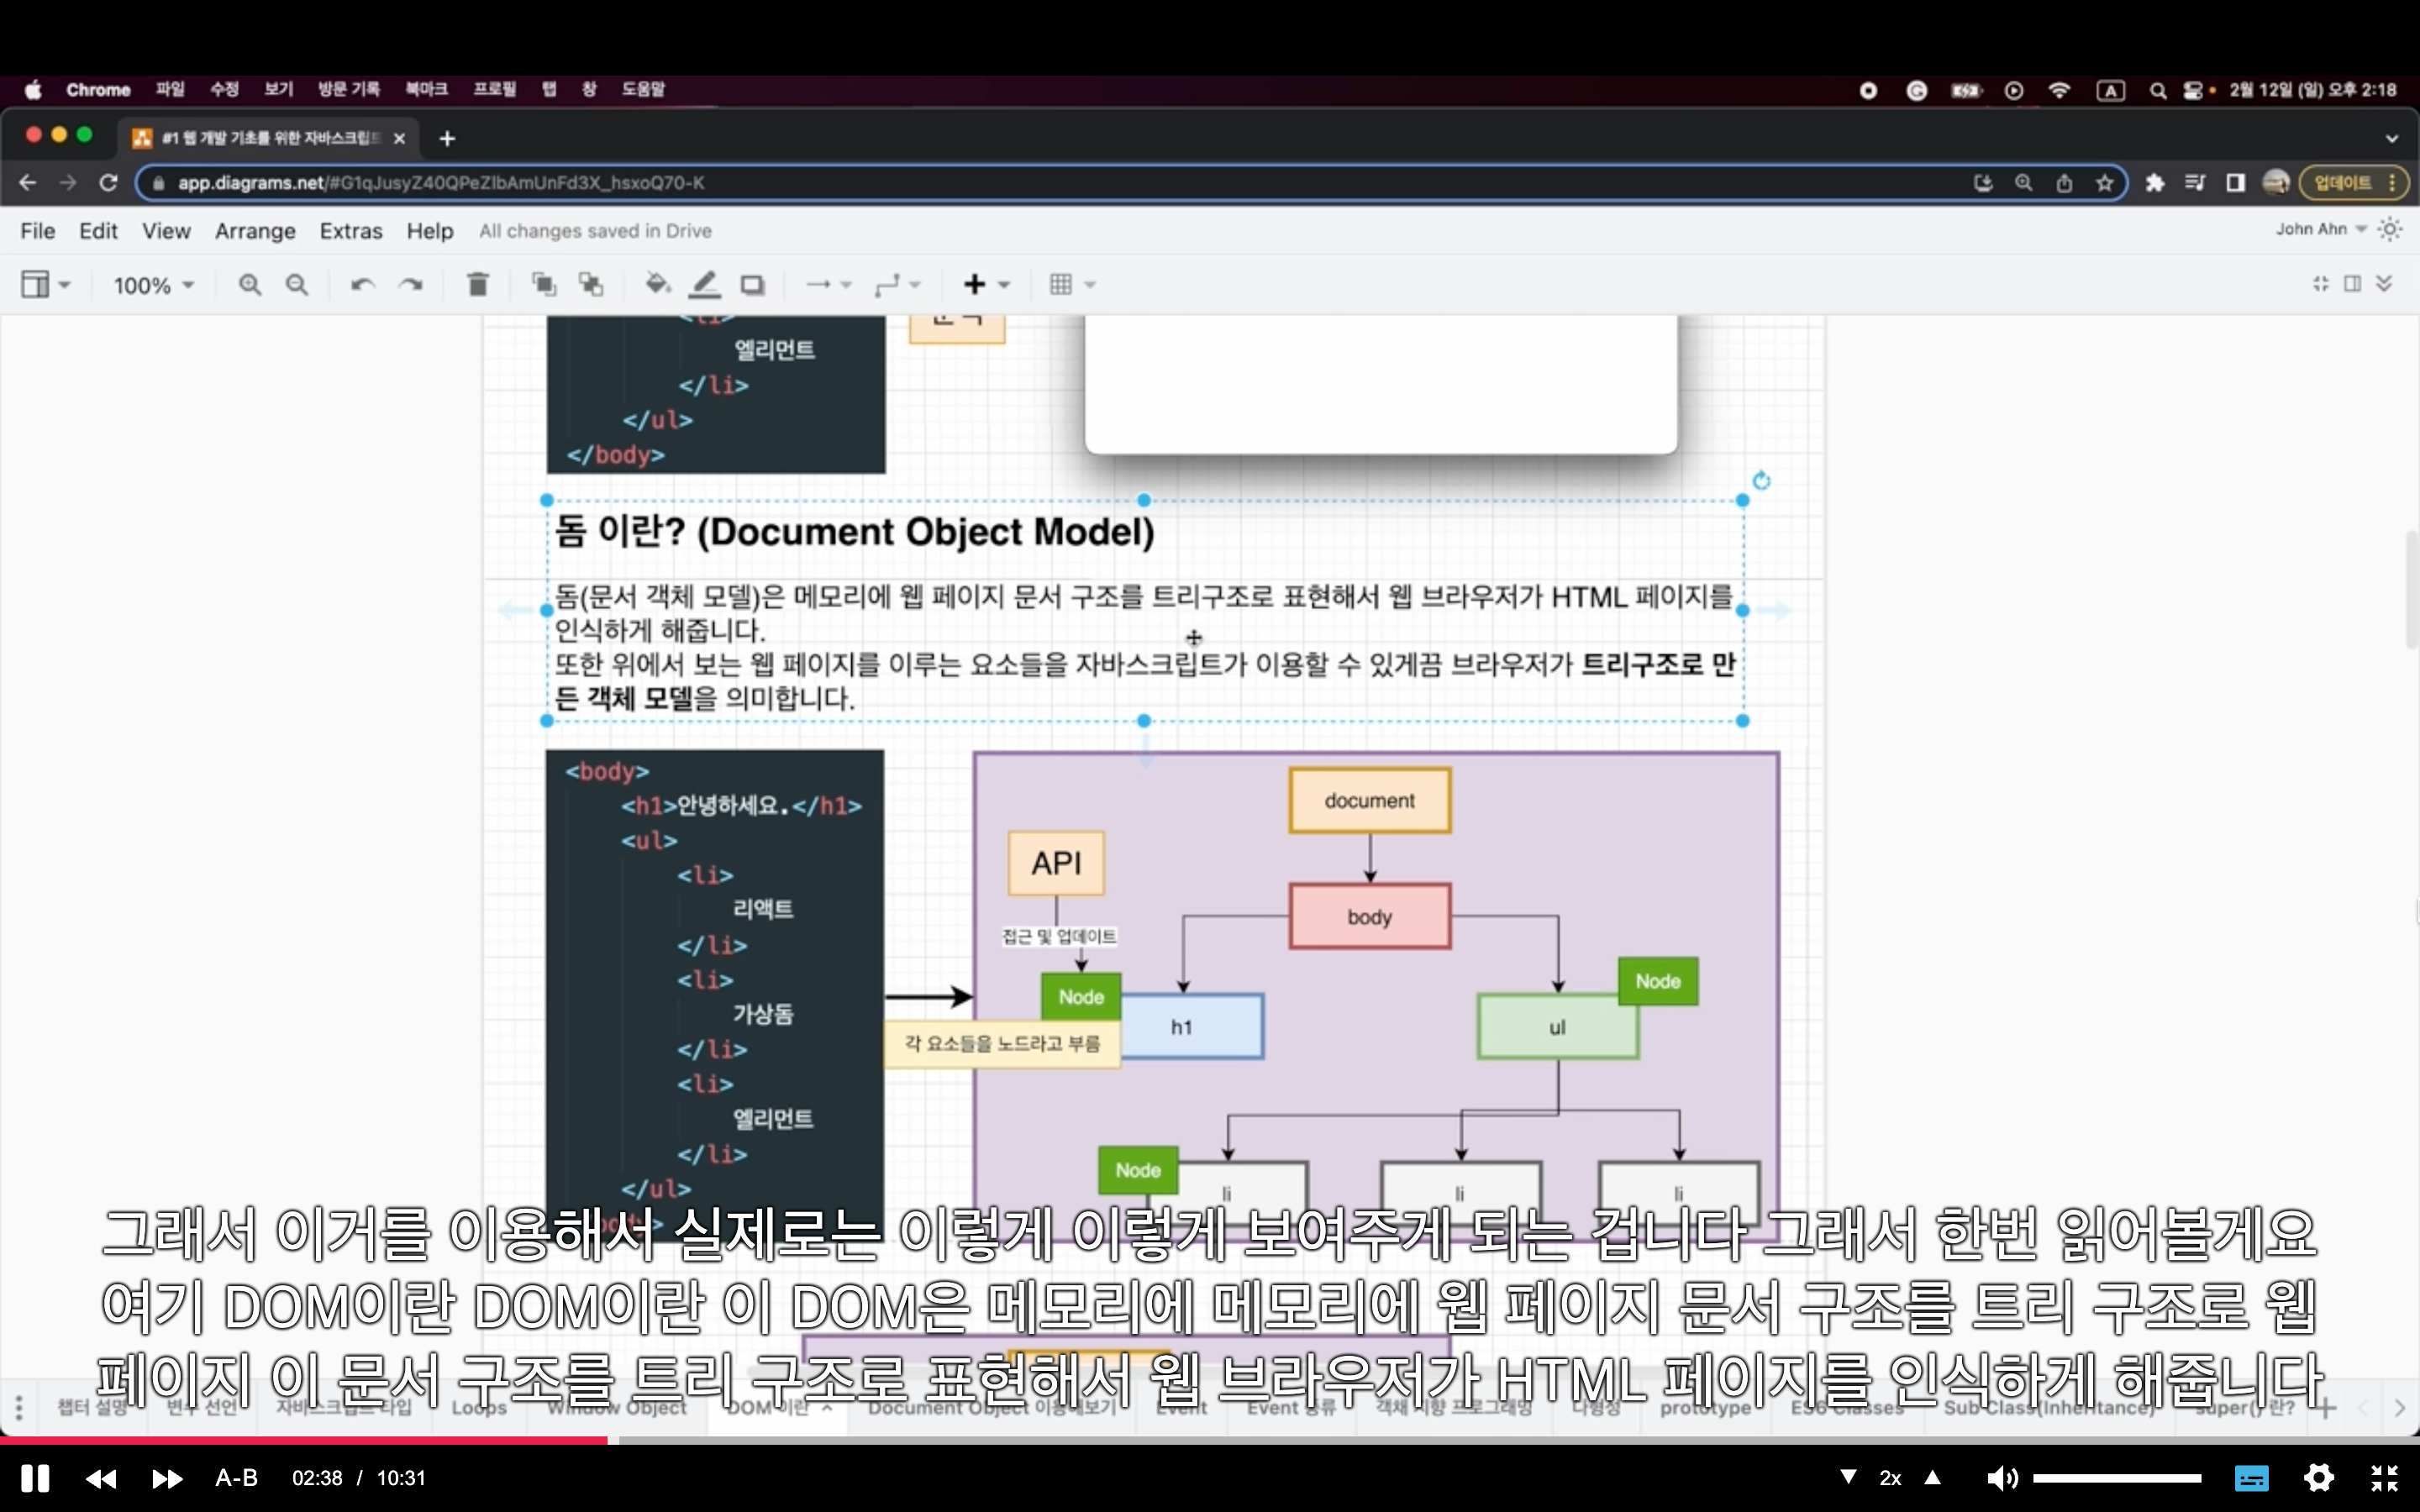 Chrome 파일 수정 보기 방문 기록 북마크 프로필 탭 창 도움말 A 2월 12일 (일) 오후 2:18
#1 웹 개발 기초를 위한 자바스크립트
app.diagrams.net/#G1qJusyZ40QPeZlbAmUnFd3X_hsxoQ70-K 업데이트
File Edit View Arrange Extras Help All changes saved in Drive John Ahn
100%
<li>
엘리먼트
</li>
</ul>
</body>
돔 이란? (Document Object Model)
돔(문서 객체 모델)은 메모리에 웹 페이지 문서 구조를 트리구조로 표현해서 웹 브라우저가 HTML 페이지를
인식하게 해줍니다.
또한 위에서 보는 웹 페이지를 이루는 요소들을 자바스크립트가 이용할 수 있게끔 브라우저가 트리구조로 만
든 객체 모델을 의미합니다.
<body>
<h1>안녕하세요.</h1>
<ul>
<li>
리액트
</li>
<li>
가상돔
</li>
<li>
엘리먼트
</li>
</ul>
document
API
body
접근 및 업데이트
Node
Node
h1
ul
각 요소들을 노드라고 부름
Node
li
li
li
그래서 이거를 이용해서 실제로는 이렇게 이렇게 보여주게 되는 겁니다 그래서 한번 읽어볼게요
여기 DOM이란 DOM이란 이 DOM은 메모리에 메모리에 웹 페이지 문서 구조를 트리 구조로 웹
페이지 이 문서 구조를 트리 구조로 표현해서 웹 브라우저가 HTML 페이지를 인식하게 해줍니다
챕터 설명 변수 선언 자바스크립트 타입 Loops Window Object DOM 이란 Document Object 이용해보기 Event Event 종류 객채 지향 프로그래밍 다형성 prototype ES6 Classes Sub Class(Inheritance) super() 란?
A-B 02:38 / 10:31 2x